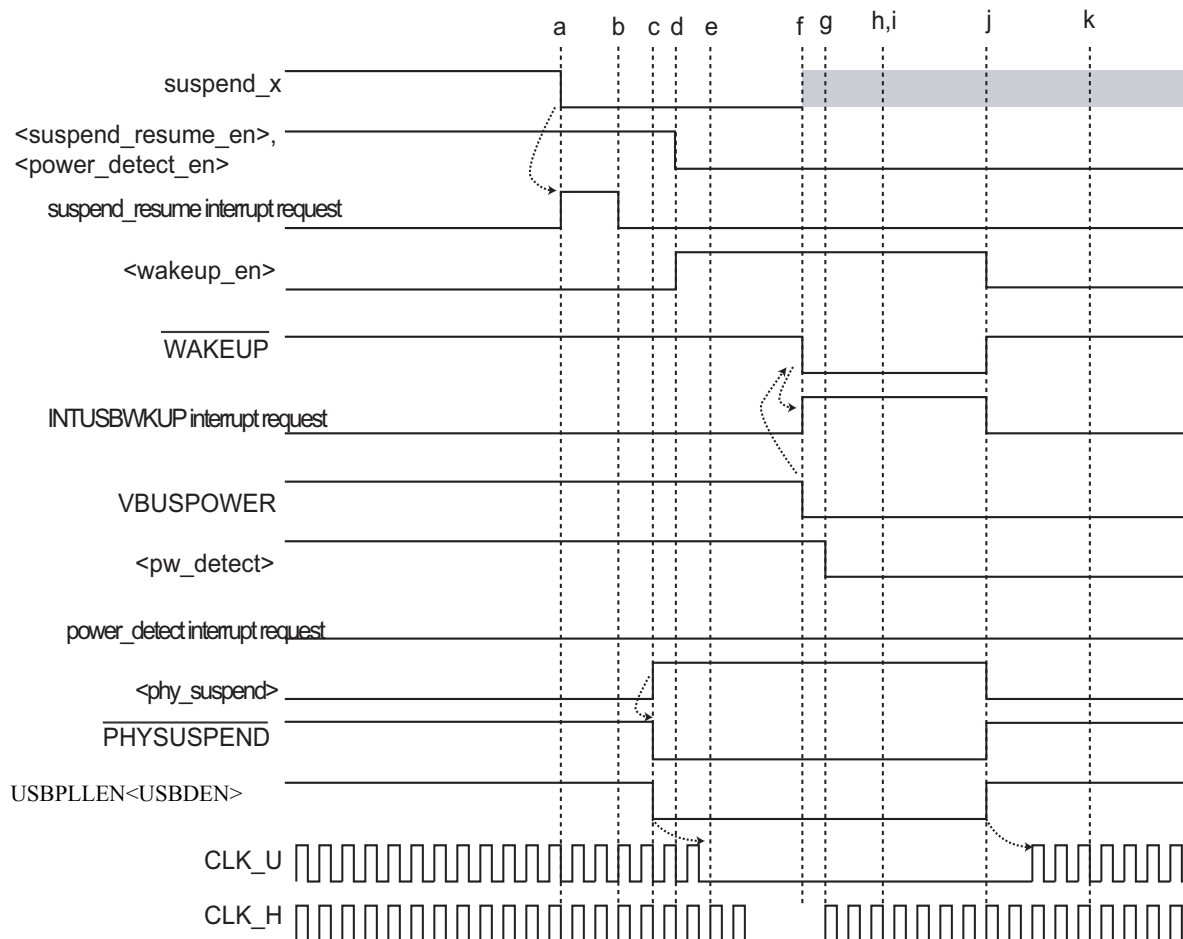 a b c d e f g h,i j k
suspend_x
<suspend_resume_en>,
<power_detect_en>
suspend_resume interrupt request
<wakeup_en>
WAKEUP
INTUSBWKUP interrupt request
VBUSPOWER
<pw_detect>
power_detect interrupt request
<phy_suspend>
PHYSUSPEND
USBPLLEN<USBDEN>
CLK_U
CLK_H